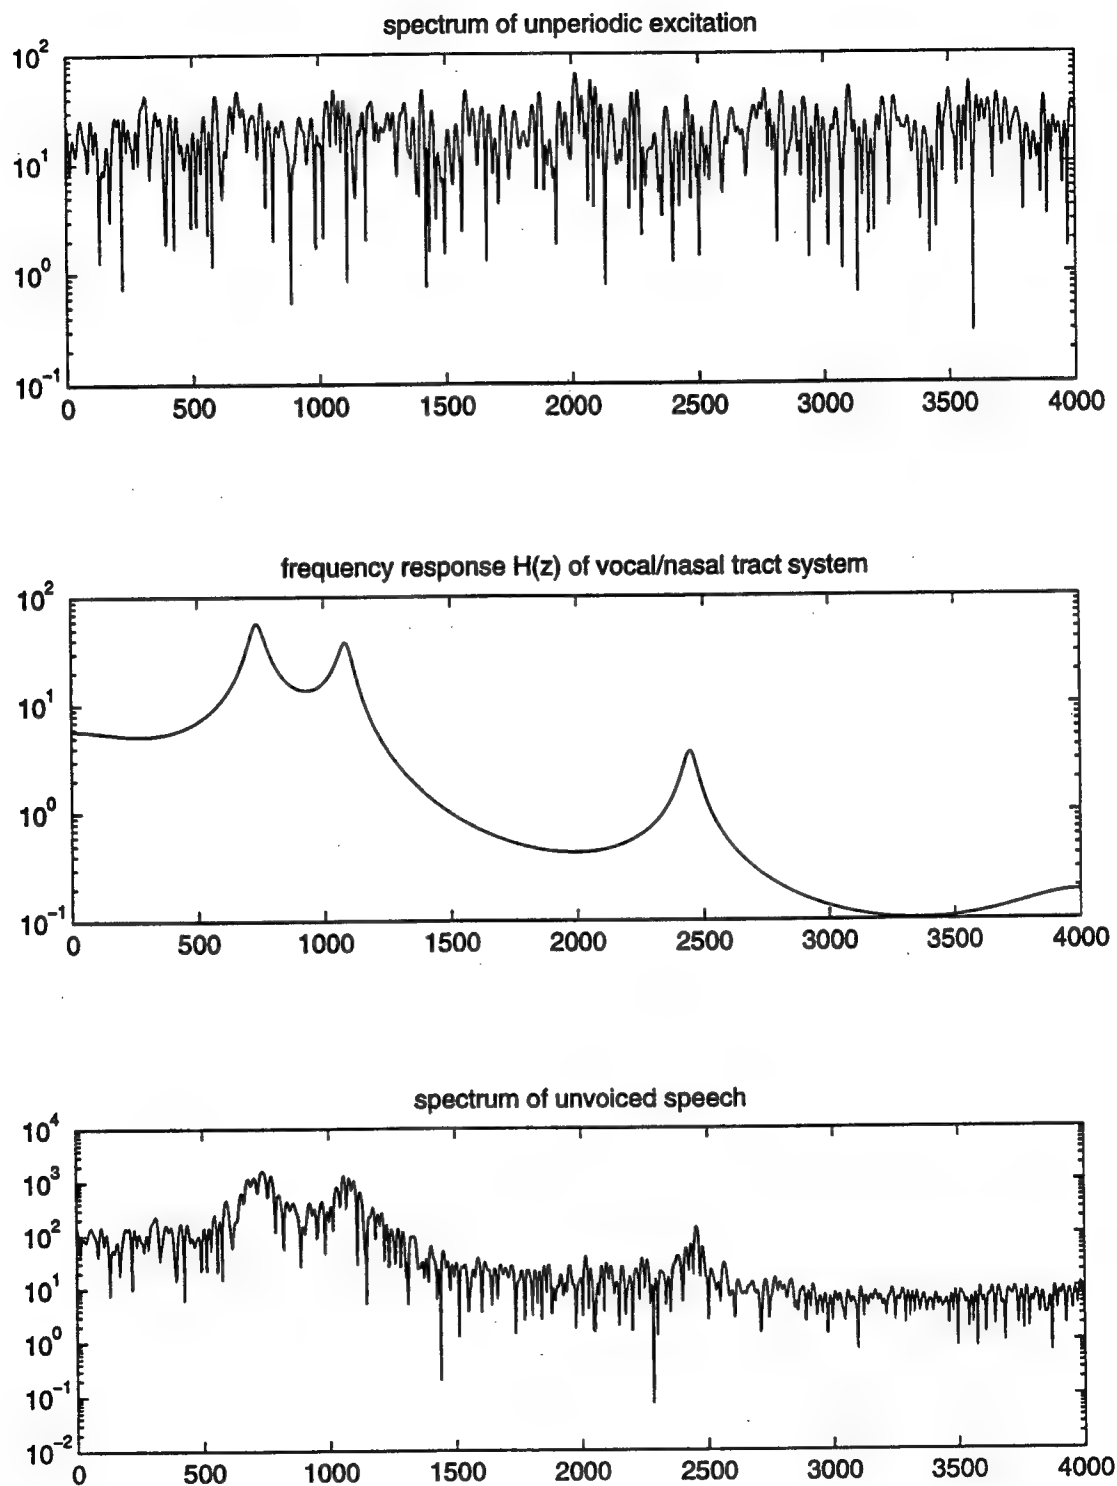 spectrum of unperiodic excitation
10^2
10^1
10^0
10^-1
0 500 1000 1500 2000 2500 3000 3500 4000
frequency response H(z) of vocal/nasal tract system
10^2
10^1
10^0
10^-1
0 500 1000 1500 2000 2500 3000 3500 4000
spectrum of unvoiced speech
10^4
10^3
10^2
10^1
10^0
10^-1
10^-2
0 500 1000 1500 2000 2500 3000 3500 4000